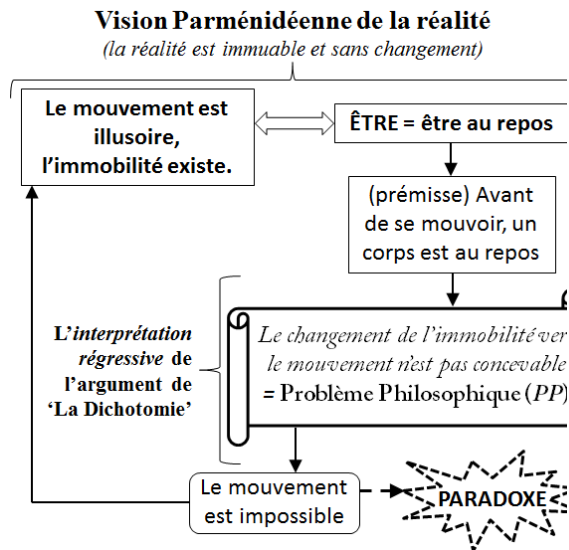 Vision Parménidéenne de la réalité
(la réalité est immuable et sans changement)
Le mouvement est
illusoire,
l'immobilité existe.
ÊTRE = être au repos
(prémisse) Avant
de se mouvoir, un
corps est au repos
L'interprétation
régressive de
l'argument de
'La Dichotomie'
Le changement de l'immobilité ver
le mouvement n'est pas concevable
= Problème Philosophique (PP)
Le mouvement
est impossible
PARADOXE